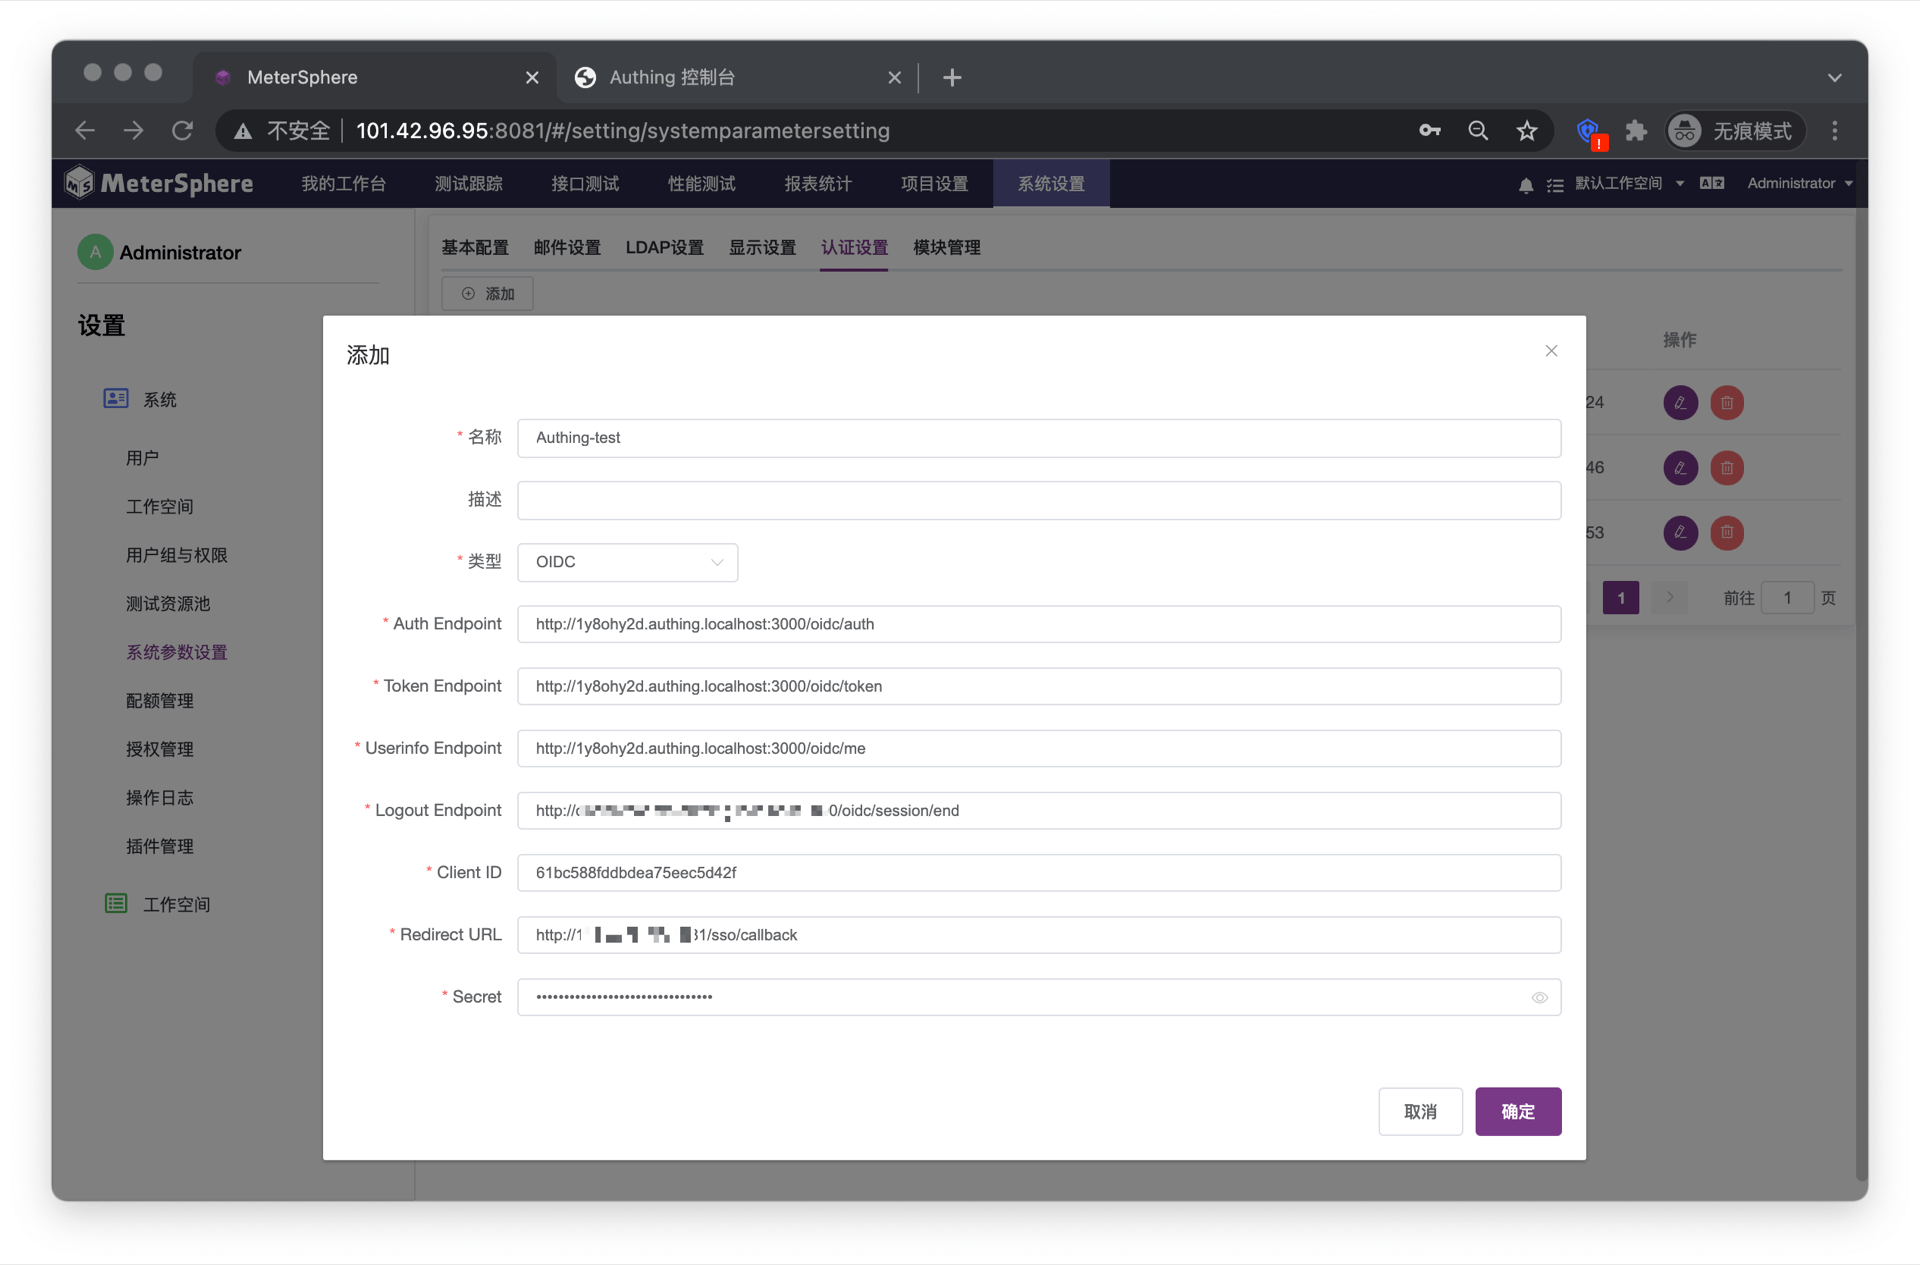 MeterSphere
Authing 控制台
不安全 101.42.96.95:8081/#/setting/systemparametersetting
无痕模式
MeterSphere 我的工作台 测试跟踪 接口测试 性能测试 报表统计 项目设置 系统设置 默认工作空间 Administrator
A Administrator
基本配置 邮件设置 LDAP设置 显示设置 认证设置 模块管理
添加
设置
系统
用户
工作空间
用户组与权限
测试资源池
系统参数设置
配额管理
授权管理
操作日志
插件管理
工作空间
操作
24
46
53
1 前往 1 页
添加
* 名称 Authing-test
描述
* 类型 OIDC
* Auth Endpoint http://1y8ohy2d.authing.localhost:3000/oidc/auth
* Token Endpoint http://1y8ohy2d.authing.localhost:3000/oidc/token
* Userinfo Endpoint http://1y8ohy2d.authing.localhost:3000/oidc/me
* Logout Endpoint http:// 0/oidc/session/end
* Client ID 61bc588fddbdea75eec5d42f
* Redirect URL http://1 1/sso/callback
* Secret ••••••••••••••••••••••••••••••••
取消 确定